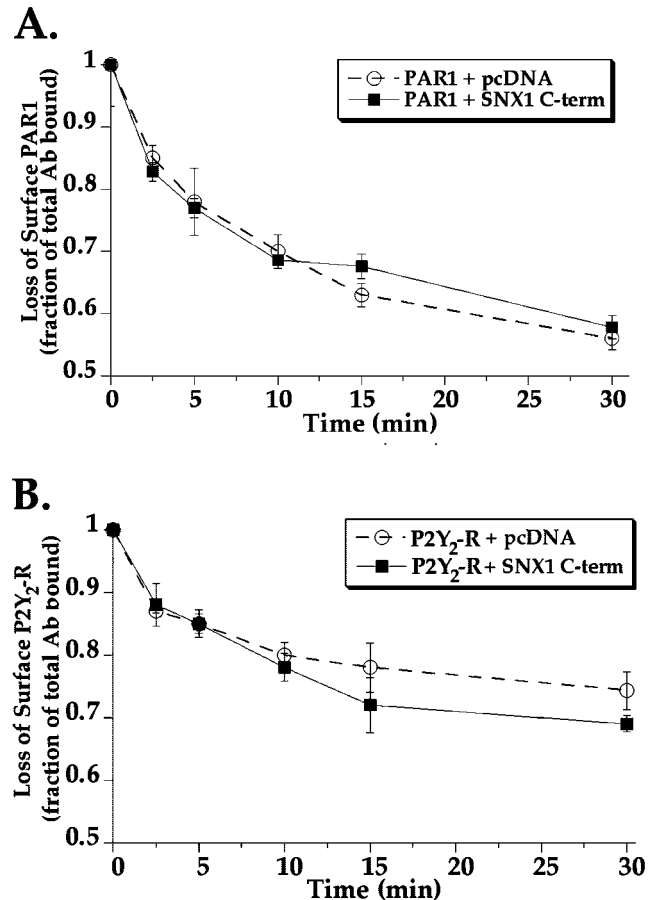 A.
Loss of Surface PAR1
(fraction of total Ab bound)
1
0.9
0.8
0.7
0.6
0.5
PAR1 + pcDNA
PAR1 + SNX1 C-term
0 5 10 15 20 25 30
Time (min)
B.
Loss of Surface P2Y₂-R
(fraction of total Ab bound)
1
0.9
0.8
0.7
0.6
0.5
P2Y₂-R + pcDNA
P2Y₂-R + SNX1 C-term
0 5 10 15 20 25 30
Time (min)